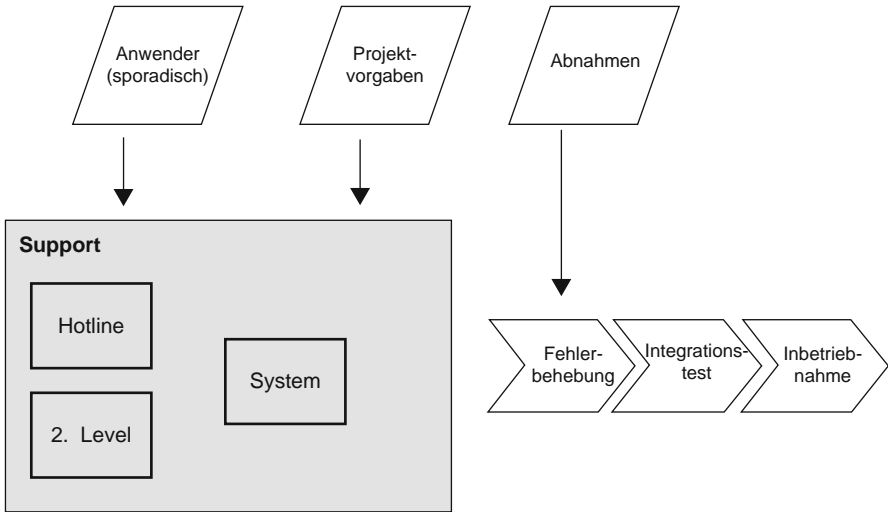 Anwender
(sporadisch)
Projekt-
vorgaben
Abnahmen
Support
Hotline
System
2. Level
Fehler-
behebung
Integrations-
test
Inbetrieb-
nahme